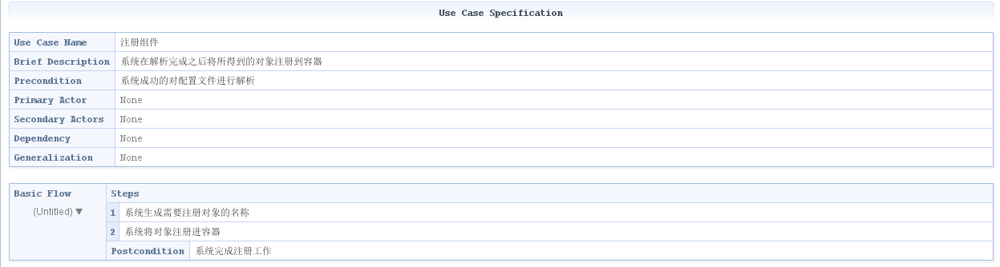 Use Case Specification
Use Case Name 注册组件
Brief Description 系统在解析完成之后将所得到的对象注册到容器
Precondition 系统成功的对配置文件进行解析
Primary Actor None
Secondary Actors None
Dependency None
Generalization None
Basic Flow Steps
(Untitled) ▼ 1 系统生成需要注册对象的名称
2 系统将对象注册进容器
Postcondition 系统完成注册工作